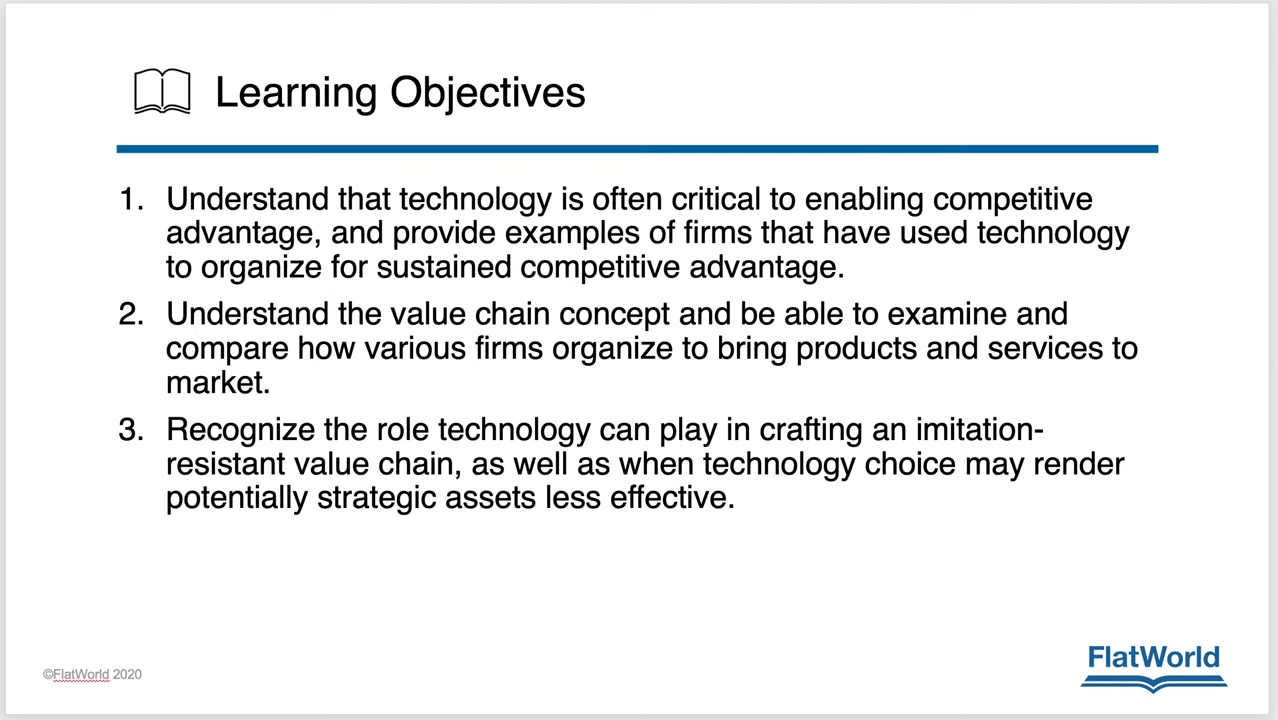 Learning Objectives
1. Understand that technology is often critical to enabling competitive
advantage, and provide examples of firms that have used technology
to organize for sustained competitive advantage.
2. Understand the value chain concept and be able to examine and
compare how various firms organize to bring products and services to
market.
3. Recognize the role technology can play in crafting an imitation-
resistant value chain, as well as when technology choice may render
potentially strategic assets less effective.
©FlatWorld 2020
FlatWorld